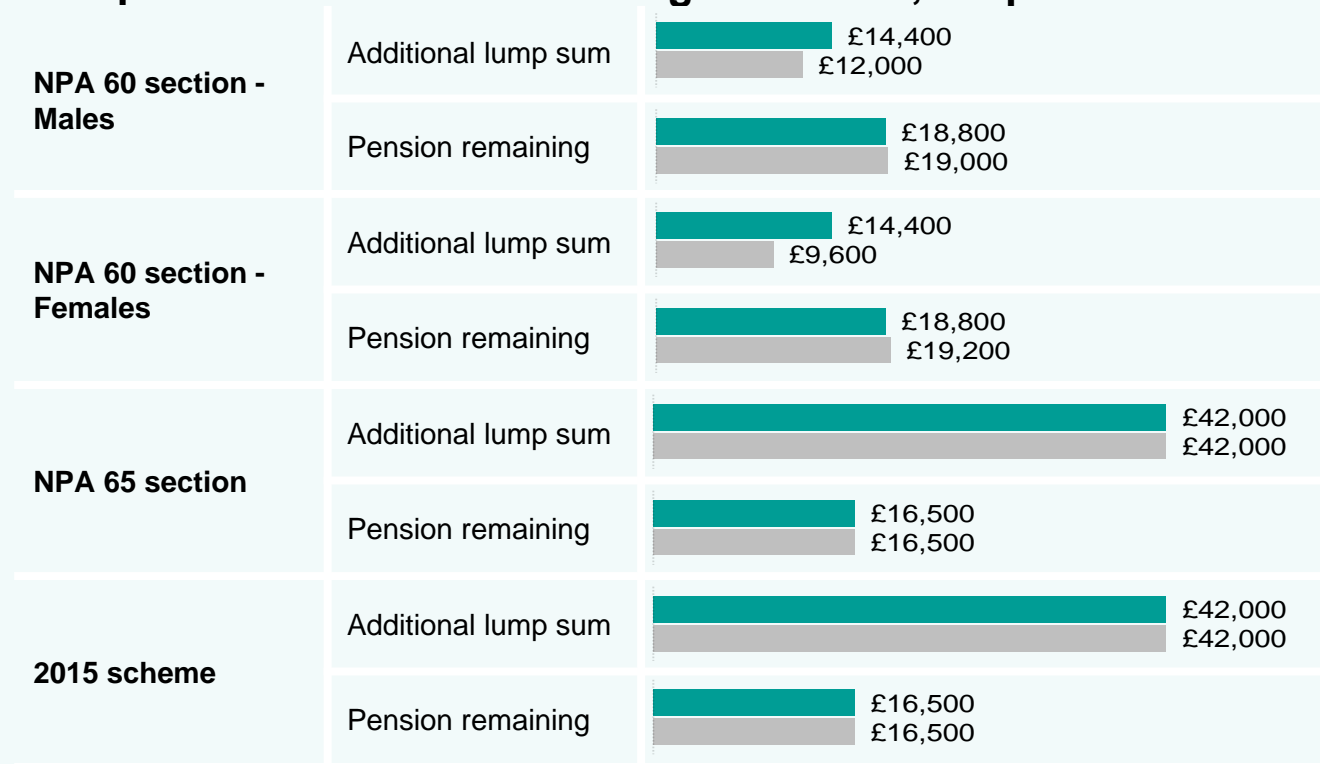 NPA 60 section -
Males
Additional lump sum
£14,400
£12,000
Pension remaining
£18,800
£19,000
NPA 60 section -
Females
Additional lump sum
£14,400
£9,600
Pension remaining
£18,800
£19,200
NPA 65 section
Additional lump sum
£42,000
£42,000
Pension remaining
£16,500
£16,500
2015 scheme
Additional lump sum
£42,000
£42,000
Pension remaining
£16,500
£16,500